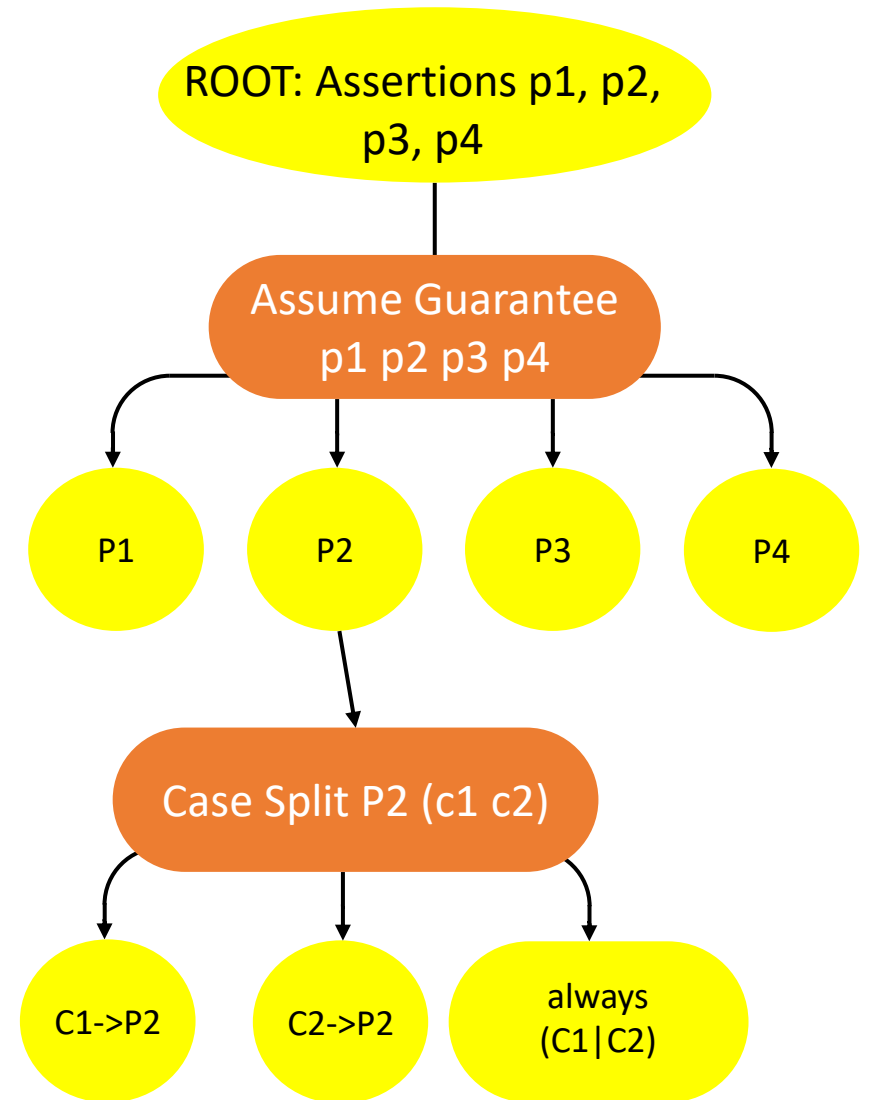 ROOT: Assertions p1, p2,
p3, p4
Assume Guarantee
p1 p2 p3 p4
P1
P2
P3
P4
Case Split P2 (c1 c2)
C1->P2
C2->P2
always
(C1|C2)